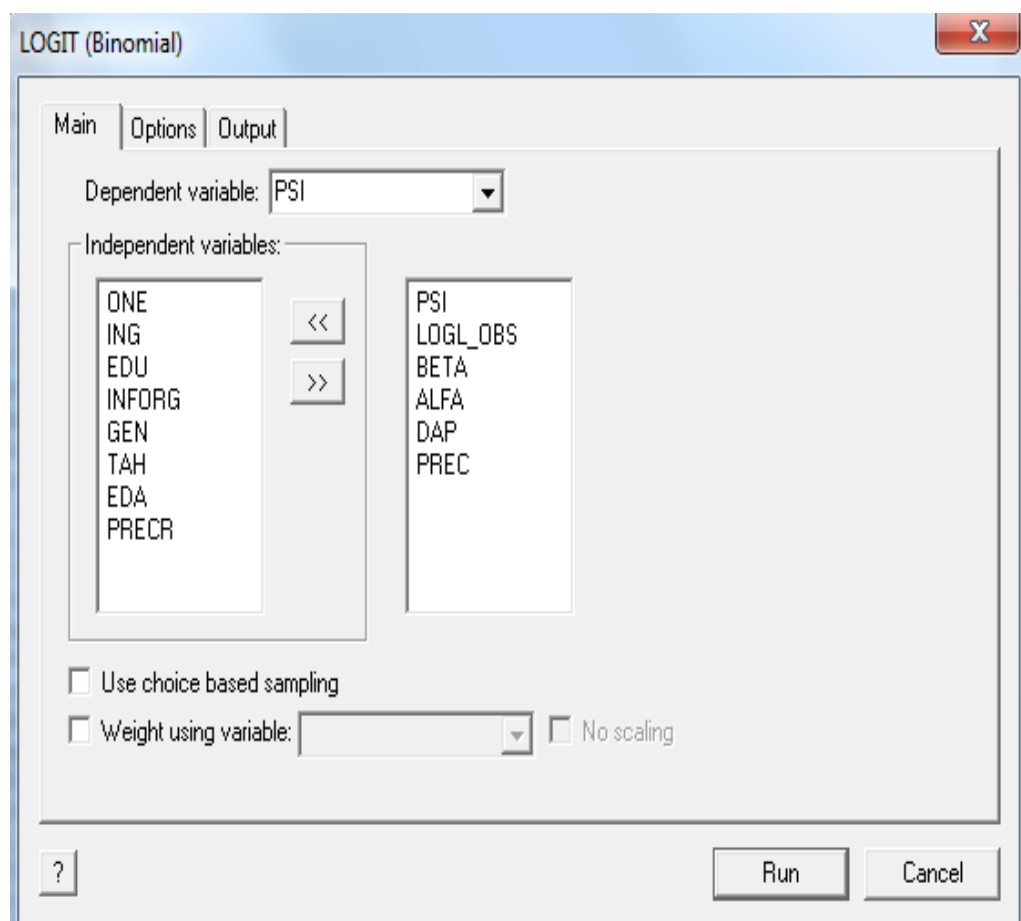 LOGIT (Binomial)
X
Main Options Output
Dependent variable: PSI
Independent variables:
ONE
ING
EDU
INFORG
GEN
TAH
EDA
PRECR
<<
>>
PSI
LOGL_OBS
BETA
ALFA
DAP
PREC
Use choice based sampling
Weight using variable: No scaling
? Run Cancel